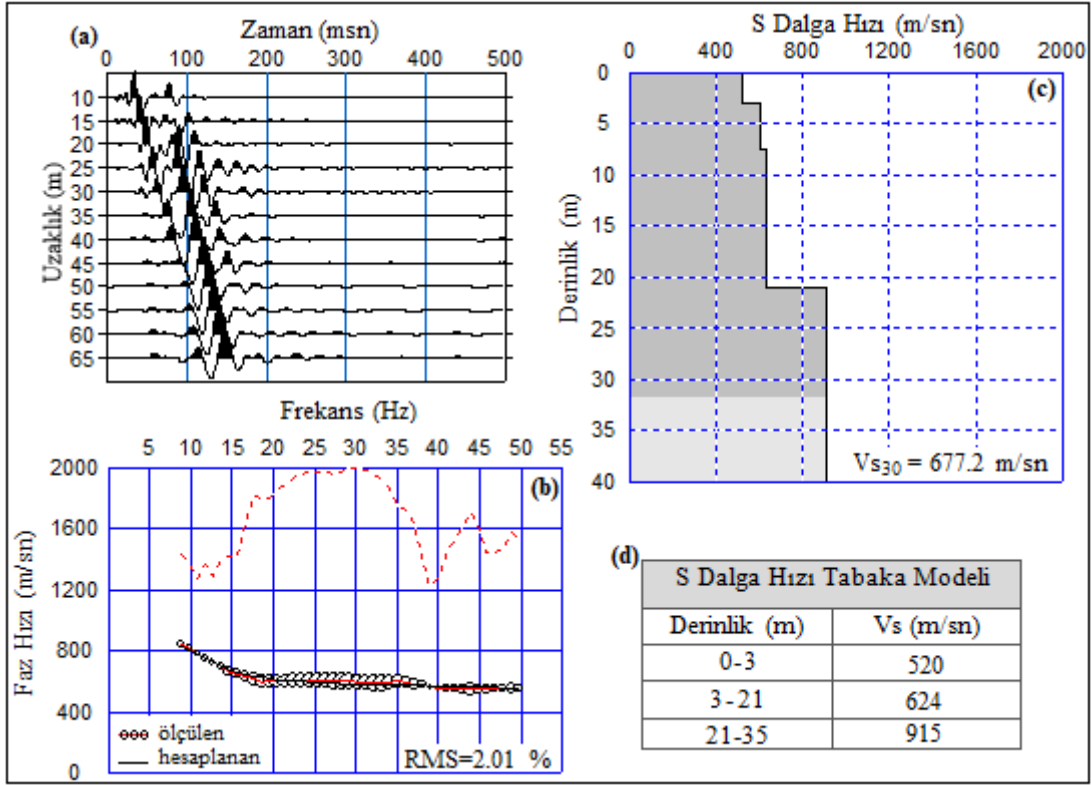 (a)
Zaman (msn)
0 100 200 300 400 500
Uzaklık (m)
10
15
20
25
30
35
40
45
50
55
60
65
Frekans (Hz)
5 10 15 20 25 30 35 40 45 50 55
(b)
Faz Hızı (m/sn)
2000
1600
1200
800
400
0
ölçülen
hesaplanan
RMS=2.01 %
S Dalga Hızı (m/sn)
0 400 800 1200 1600 2000
(c)
Derinlik (m)
0
5
10
15
20
25
30
35
40
Vs30 = 677.2 m/sn
(d)
S Dalga Hızı Tabaka Modeli
Derinlik (m) Vs (m/sn)
0-3 520
3-21 624
21-35 915